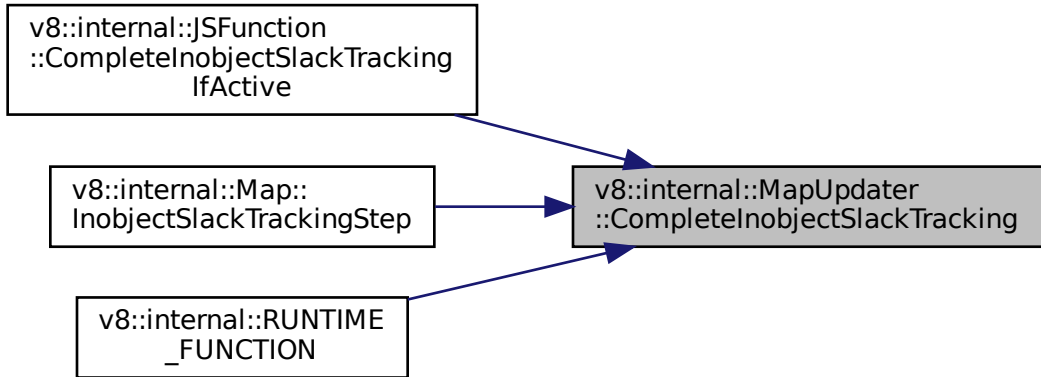 v8::internal::JSFunction
::CompleteInobjectSlackTracking
IfActive
v8::internal::Map::
InobjectSlackTrackingStep
v8::internal::RUNTIME
_FUNCTION
v8::internal::MapUpdater
::CompleteInobjectSlackTracking